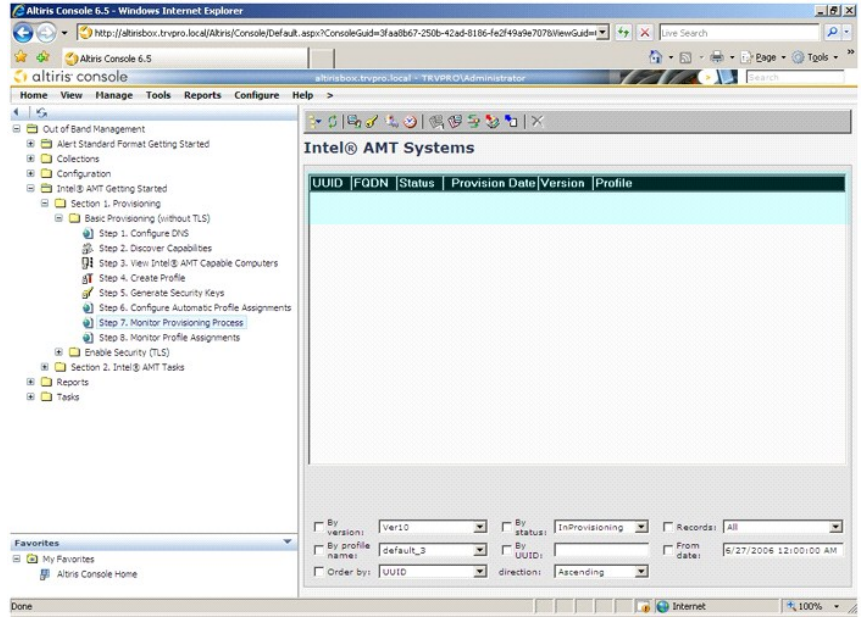 Altiris Console 6.5 - Windows Internet Explorer
http://altirisbox.trvpro.local/Altiris/Console/Default.aspx?ConsoleGuid=3faa8b67-250b-42ad-8186-fe2f49a9e7078&ViewGuid=
Live Search
Altiris Console 6.5
Page
Tools
altiris console
altirisbox.trvpro.local - TRVPRO\Administrator
Search
Home View Manage Tools Reports Configure Help >
Out of Band Management
Alert Standard Format Getting Started
Collections
Configuration
Intel® AMT Getting Started
Section 1. Provisioning
Basic Provisioning (without TLS)
Step 1. Configure DNS
Step 2. Discover Capabilities
Step 3. View Intel® AMT Capable Computers
Step 4. Create Profile
Step 5. Generate Security Keys
Step 6. Configure Automatic Profile Assignments
Step 7. Monitor Provisioning Process
Step 8. Monitor Profile Assignments
Enable Security (TLS)
Section 2. Intel® AMT Tasks
Reports
Tasks
Favorites
My Favorites
Altiris Console Home
Intel® AMT Systems
UUID FQDN Status Provision Date Version Profile
By version: Ver10 By status: InProvisioning Records: All
By profile name: default_3 By UUID: From date: 6/27/2006 12:00:00 AM
Order by: UUID direction: Ascending
Done
Internet
100%